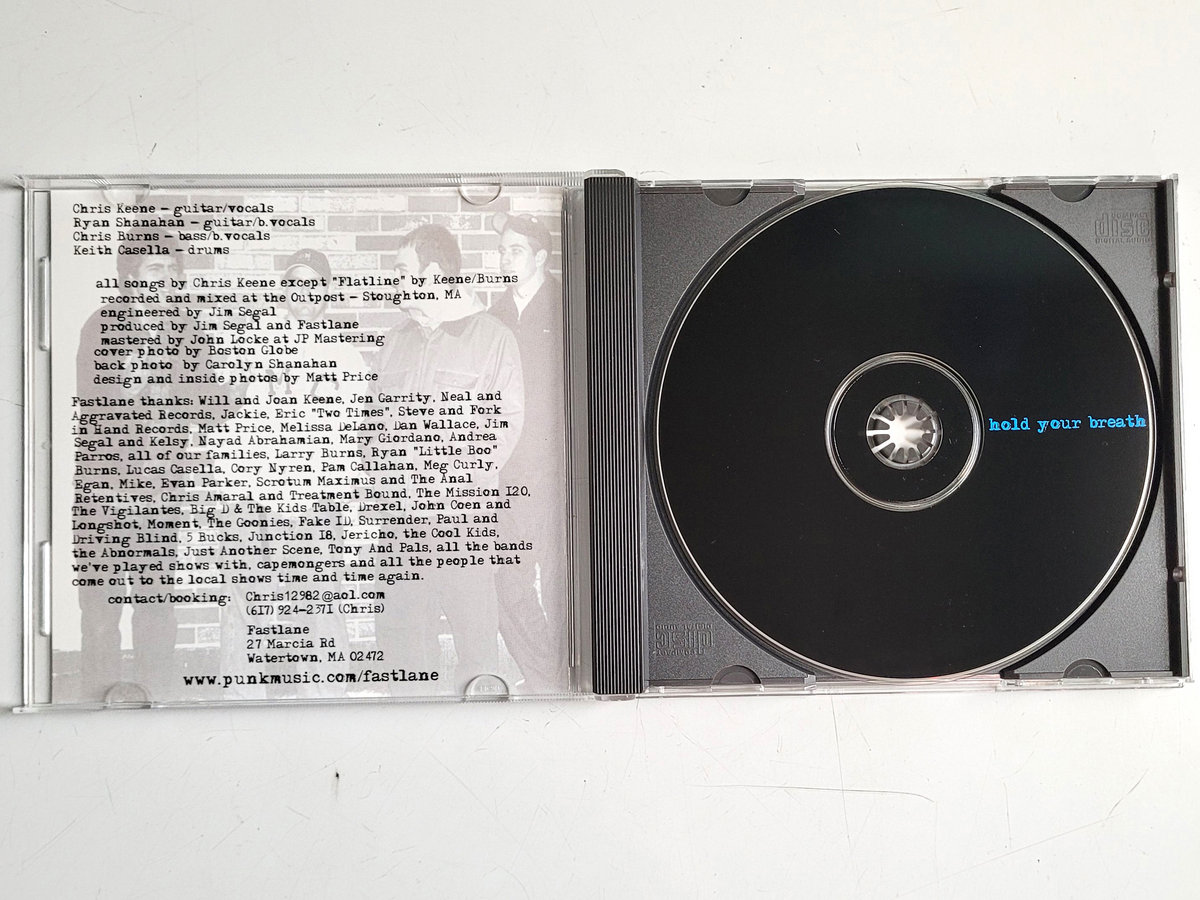 Chris Keene - guitar/vocals
Ryan Shanahan - guitar/b.vocals
Chris Burns - bass/b.vocals
Keith Casella - drums
all songs by Chris Keene except "Flatline" by Keene/Burns
recorded and mixed at the Outpost - Stoughton, MA
engineered by Jim Segal
produced by Jim Segal and Fastlane
mastered by John Locke at JP Mastering
cover photo by Boston Globe
back photo by Carolyn Shanahan
design and inside photos by Matt Price
Fastlane thanks: Will and Joan Keene, Jen Garrity, Neal and
Aggravated Records, Jackie, Eric "Two Times", Steve and Fork
in Hand Records, Matt Price, Melissa DeLano, Dan Wallace, Jim
Segal and Kelsy, Nayad Abrahamian, Mary Giordano, Andrea
Parros, all of our families, Larry Burns, Ryan "Little Boo"
Burns, Lucas Casella, Cory Nyren, Pam Callahan, Meg Curly,
Egan, Mike, Evan Parker, Scrotum Maximus and The Anal
Retentives, Chris Amaral and Treatment Bound, The Mission 120,
The Vigilantes, Big D & The Kids Table, Drexel, John Coen and
Longshot, Moment, The Goonies, Fake ID, Surrender, Paul and
Driving Blind, 5 Bucks, Junction 18, Jericho, the Cool Kids,
the Abnormals, Just Another Scene, Tony And Pals, all the bands
we've played shows with, capemongers and all the people that
come out to the local shows time and time again.
contact/booking: Chris12982@aol.com
(617) 924-2371 (Chris)
Fastlane
27 Marcia Rd
Watertown, MA 02472
www.punkmusic.com/fastlane
hold your breath
COMPACT
disc
DIGITAL AUDIO
COMPACT
disc
DIGITAL AUDIO